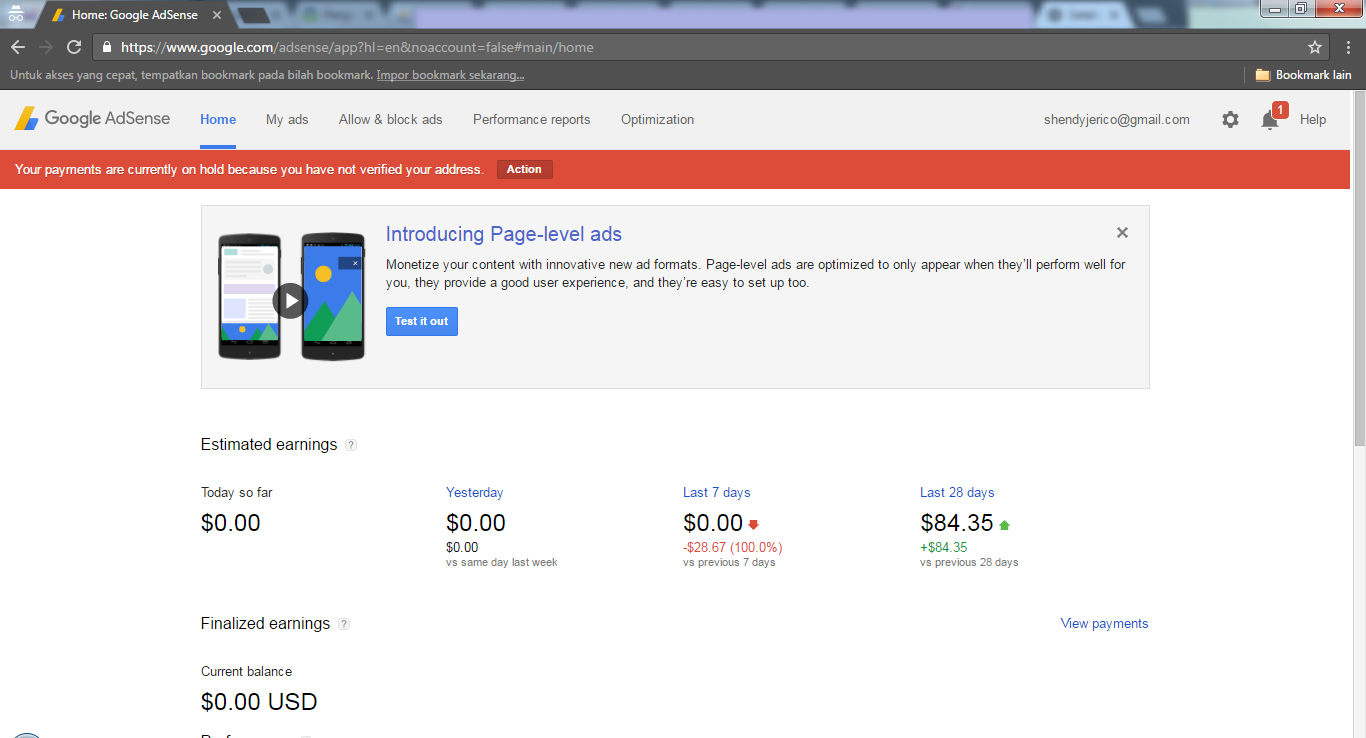 Home: Google AdSense
https://www.google.com/adsense/app?hl=en&noaccount=false#main/home
Untuk akses yang cepat, tempatkan bookmark pada bilah bookmark. Impor bookmark sekarang...
Bookmark lain
Google AdSense
Home
My ads
Allow & block ads
Performance reports
Optimization
shendyjerico@gmail.com
1
Help
Your payments are currently on hold because you have not verified your address.
Action
Introducing Page-level ads
Monetize your content with innovative new ad formats. Page-level ads are optimized to only appear when they'll perform well for
you, they provide a good user experience, and they're easy to set up too.
Test it out
Estimated earnings ?
Today so far
$0.00
Yesterday
$0.00
$0.00
vs same day last week
Last 7 days
$0.00
-$28.67 (100.0%)
vs previous 7 days
Last 28 days
$84.35
+$84.35
vs previous 28 days
Finalized earnings ?
View payments
Current balance
$0.00 USD